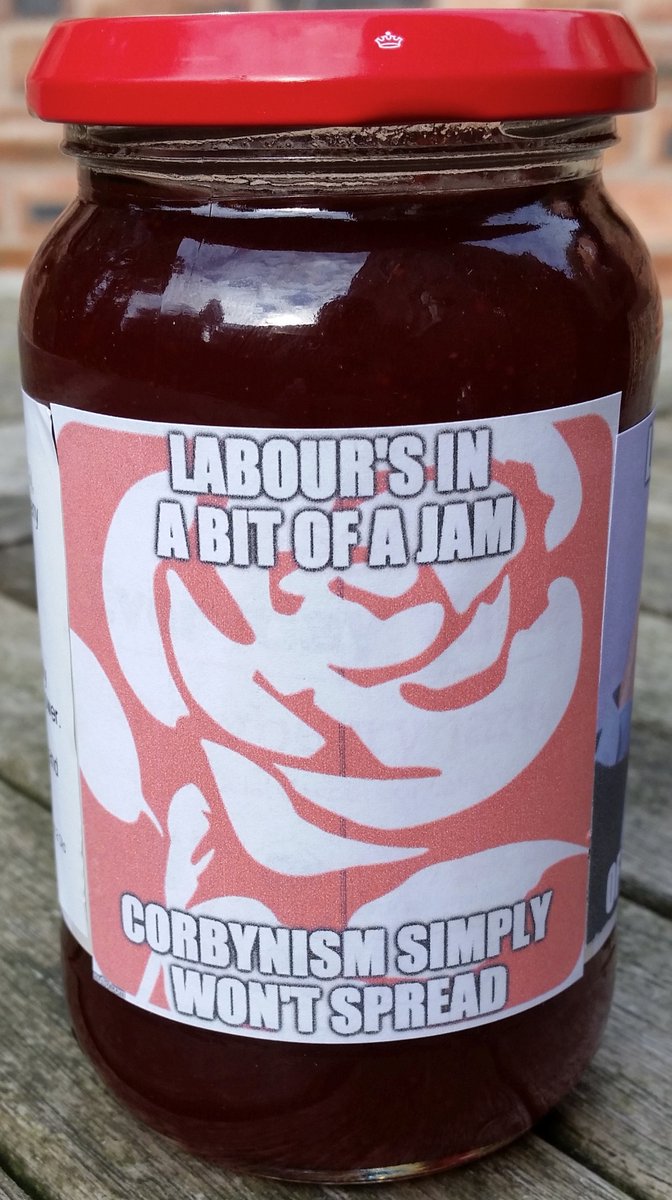 LABOUR'S IN
A BIT OF A JAM
CORBYNISM SIMPLY
WON'T SPREAD